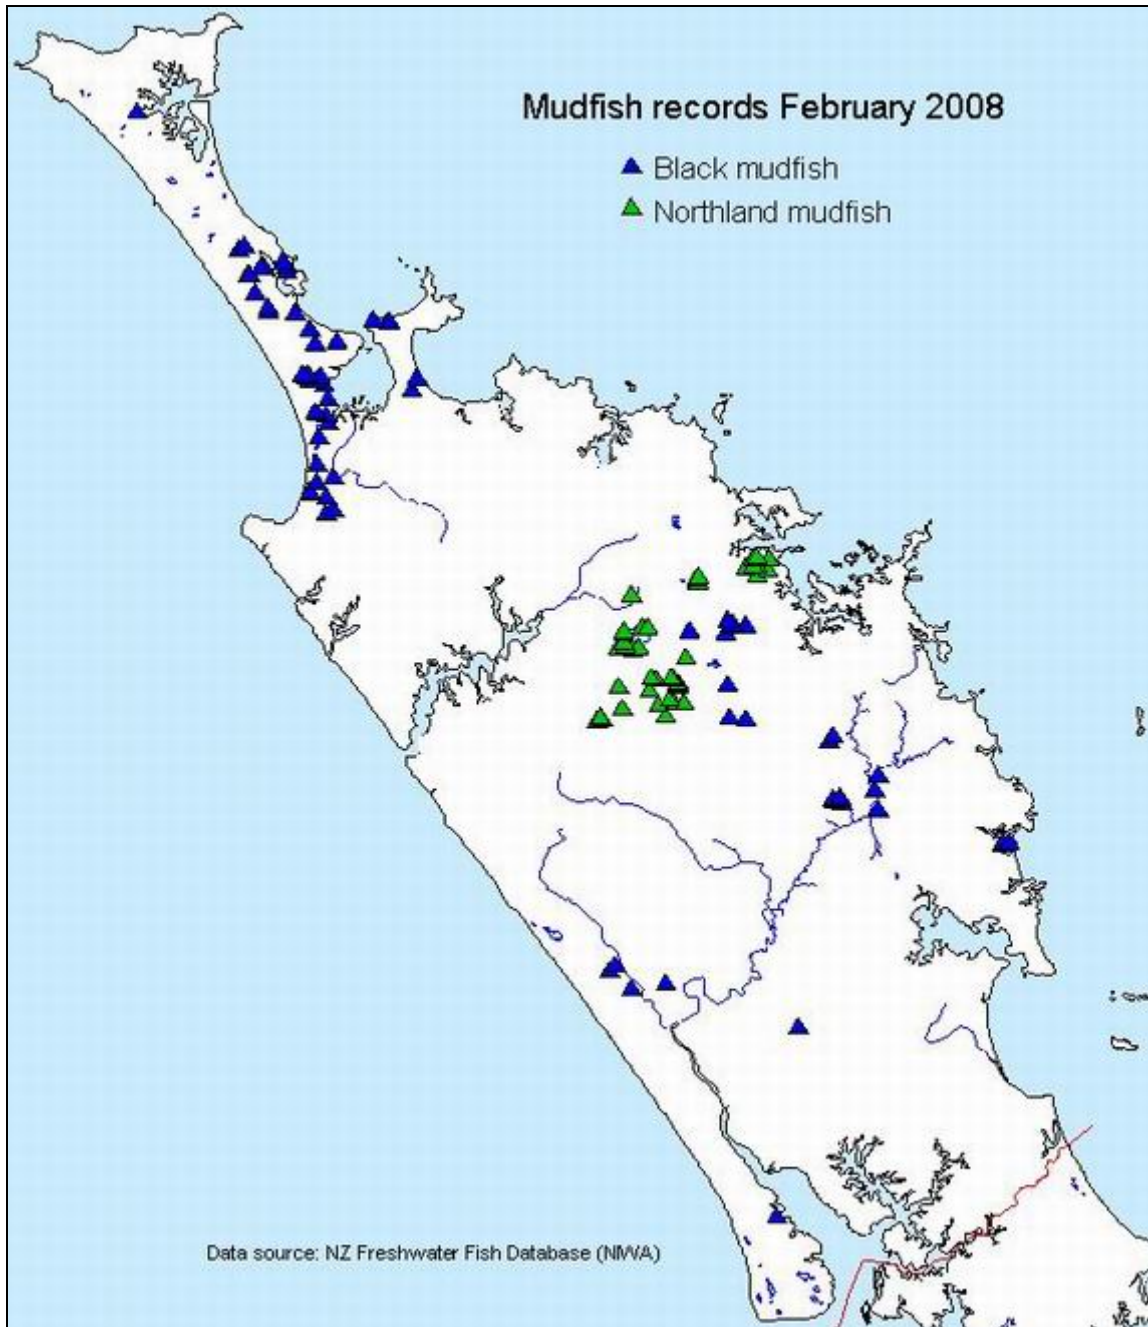 Mudfish records February 2008
Black mudfish
Northland mudfish
Data source: NZ Freshwater Fish Database (NIWA)